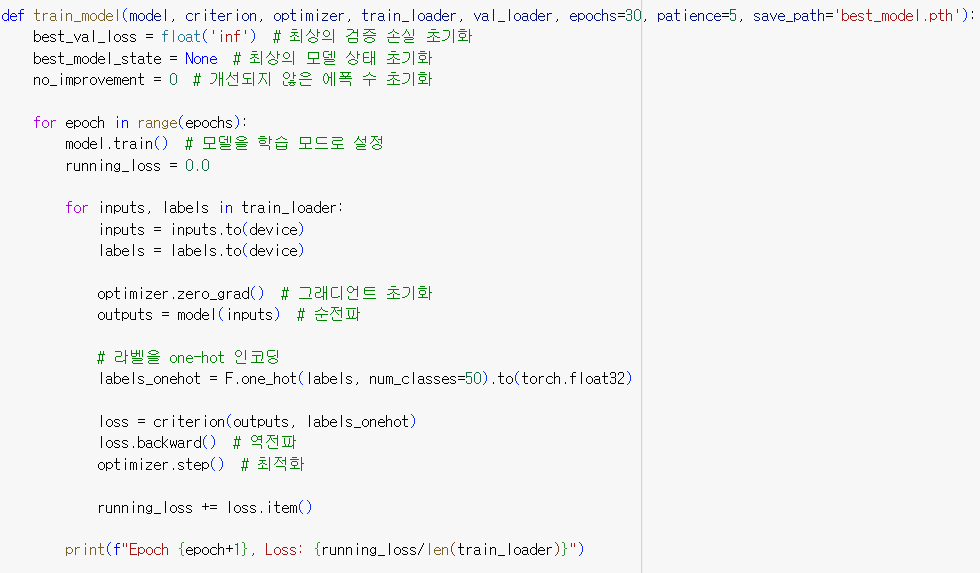 def train_model(model, criterion, optimizer, train_loader, val_loader, epochs=30, patience=5, save_path='best_model.pth'):
    best_val_loss = float('inf')  # 최상의 검증 손실 초기화
    best_model_state = None  # 최상의 모델 상태 초기화
    no_improvement = 0  # 개선되지 않은 에폭 수 초기화

    for epoch in range(epochs):
        model.train()  # 모델을 학습 모드로 설정
        running_loss = 0.0

        for inputs, labels in train_loader:
            inputs = inputs.to(device)
            labels = labels.to(device)

            optimizer.zero_grad()  # 그래디언트 초기화
            outputs = model(inputs)  # 순전파

            # 라벨을 one-hot 인코딩
            labels_onehot = F.one_hot(labels, num_classes=50).to(torch.float32)

            loss = criterion(outputs, labels_onehot)
            loss.backward()  # 역전파
            optimizer.step()  # 최적화

            running_loss += loss.item()

        print(f"Epoch {epoch+1}, Loss: {running_loss/len(train_loader)}")